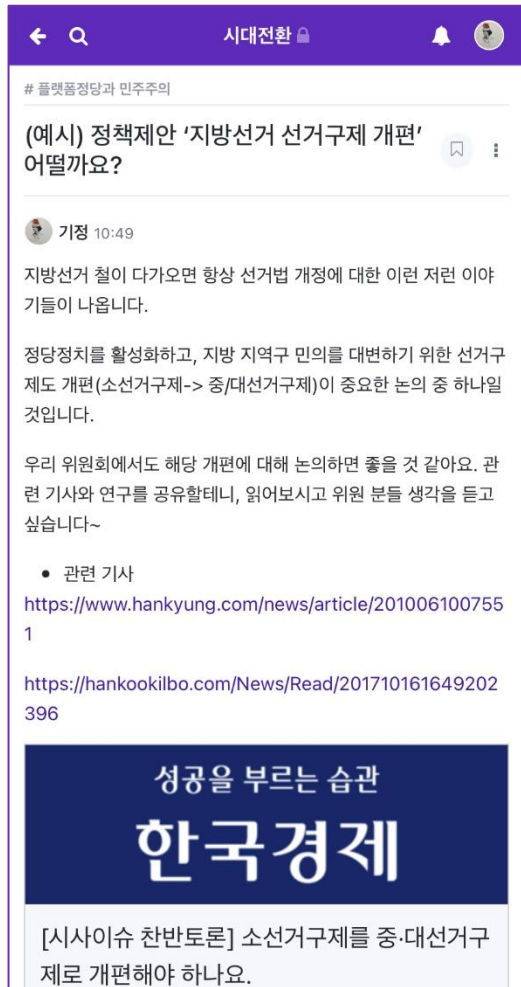 시대전환
# 플랫폼정당과 민주주의
(예시) 정책제안 ‘지방선거 선거구제 개편’
어떨까요?
기정 10:49
지방선거 철이 다가오면 항상 선거법 개정에 대한 이런 저런 이야
기들이 나옵니다.
정당정치를 활성화하고, 지방 지역구 민의를 대변하기 위한 선거구
제도 개편(소선거구제-> 중/대선거구제)이 중요한 논의 중 하나일
것입니다.
우리 위원회에서도 해당 개편에 대해 논의하면 좋을 것 같아요. 관
련 기사와 연구를 공유할테니, 읽어보시고 위원 분들 생각을 듣고
싶습니다~
• 관련 기사
https://www.hankyung.com/news/article/201006100755
1
https://hankookilbo.com/News/Read/201710161649202
396
성공을 부르는 습관
한국경제
[시사이슈 찬반토론] 소선거구제를 중·대선거구
제로 개편해야 하나요.